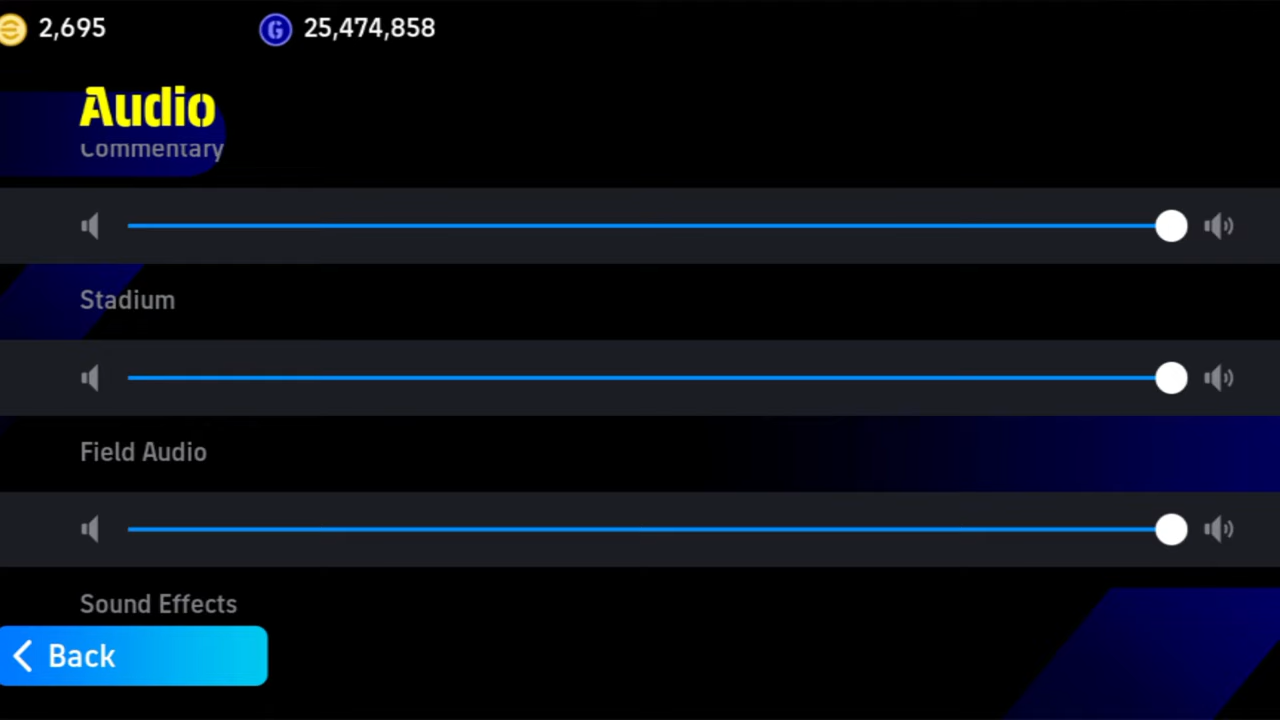 2,695
25,474,858
Audio
Commentary
Stadium
Field Audio
Sound Effects
Back